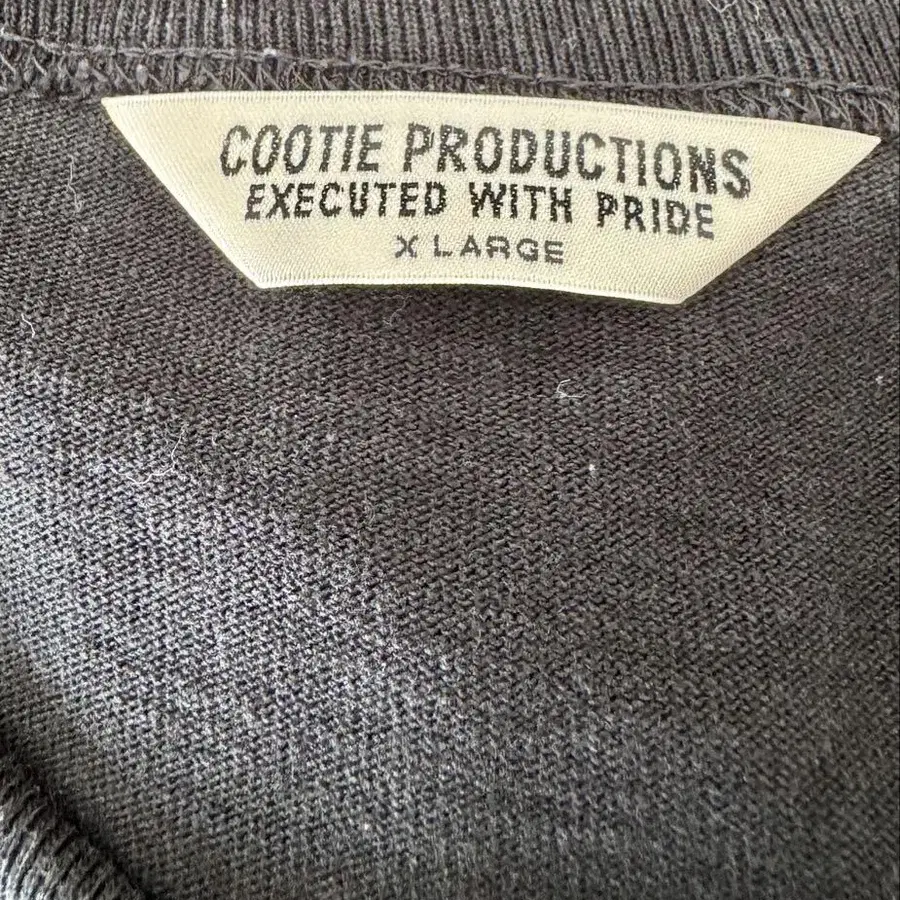 COOTIE PRODUCTIONS
EXECUTED WITH PRIDE
X LARGE